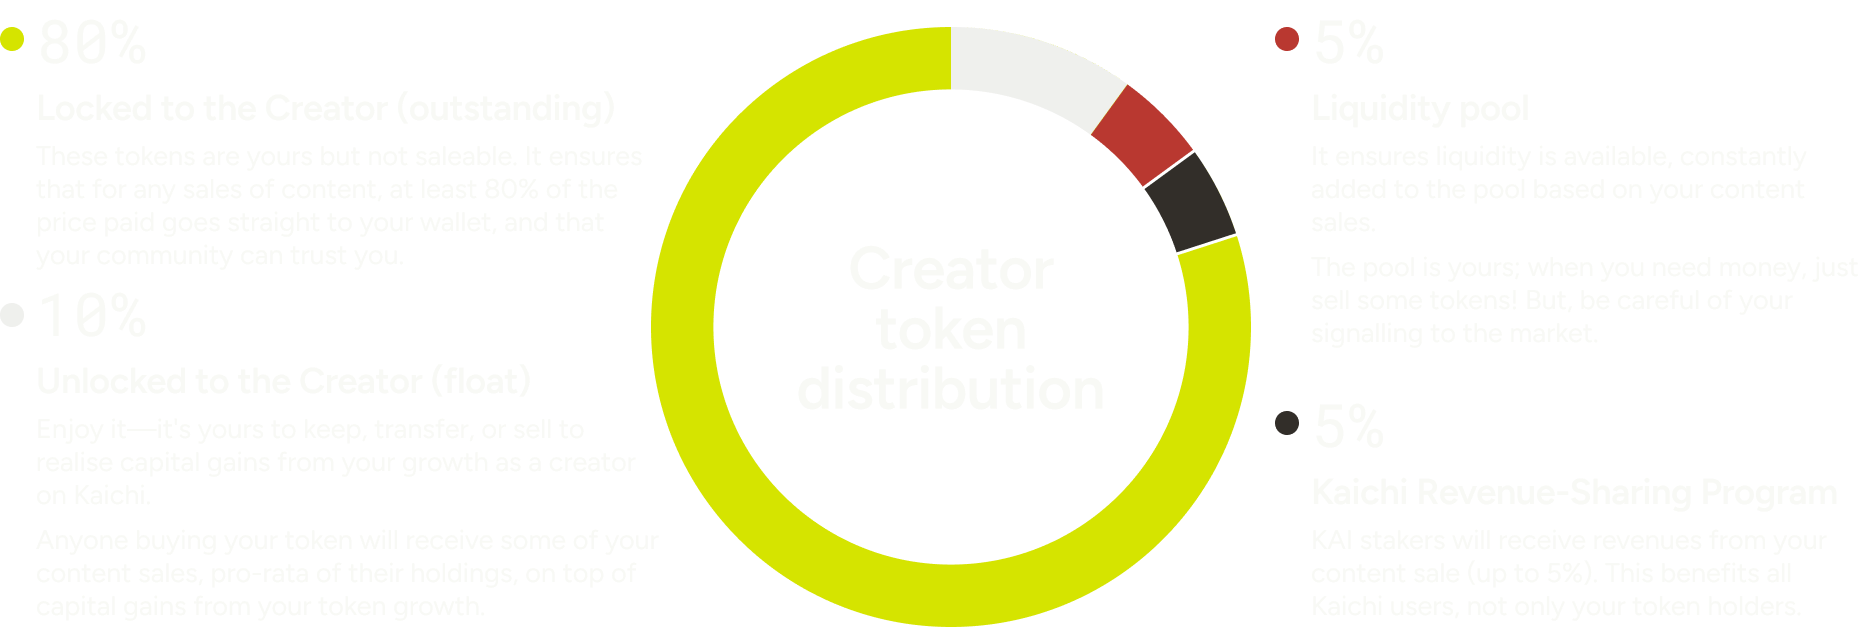 80%
Locked to the Creator (outstanding)
These tokens are yours but not saleable. It ensures
that for any sales of content, at least 80% of the
price paid goes straight to your wallet, and that
your community can trust you.
10%
Unlocked to the Creator (float)
Enjoy it—it's yours to keep, transfer, or sell to
realise capital gains from your growth as a creator
on Kaichi.
Anyone buying your token will receive some of your
content sales, pro-rata of their holdings, on top of
capital gains from your token growth.
Creator
token
distribution
5%
Liquidity pool
It ensures liquidity is available, constantly
added to the pool based on your content
sales.
The pool is yours; when you need money, just
sell some tokens! But, be careful of your
signalling to the market.
5%
Kaichi Revenue-Sharing Program
KAI stakers will receive revenues from your
content sale (up to 5%). This benefits all
Kaichi users, not only your token holders.